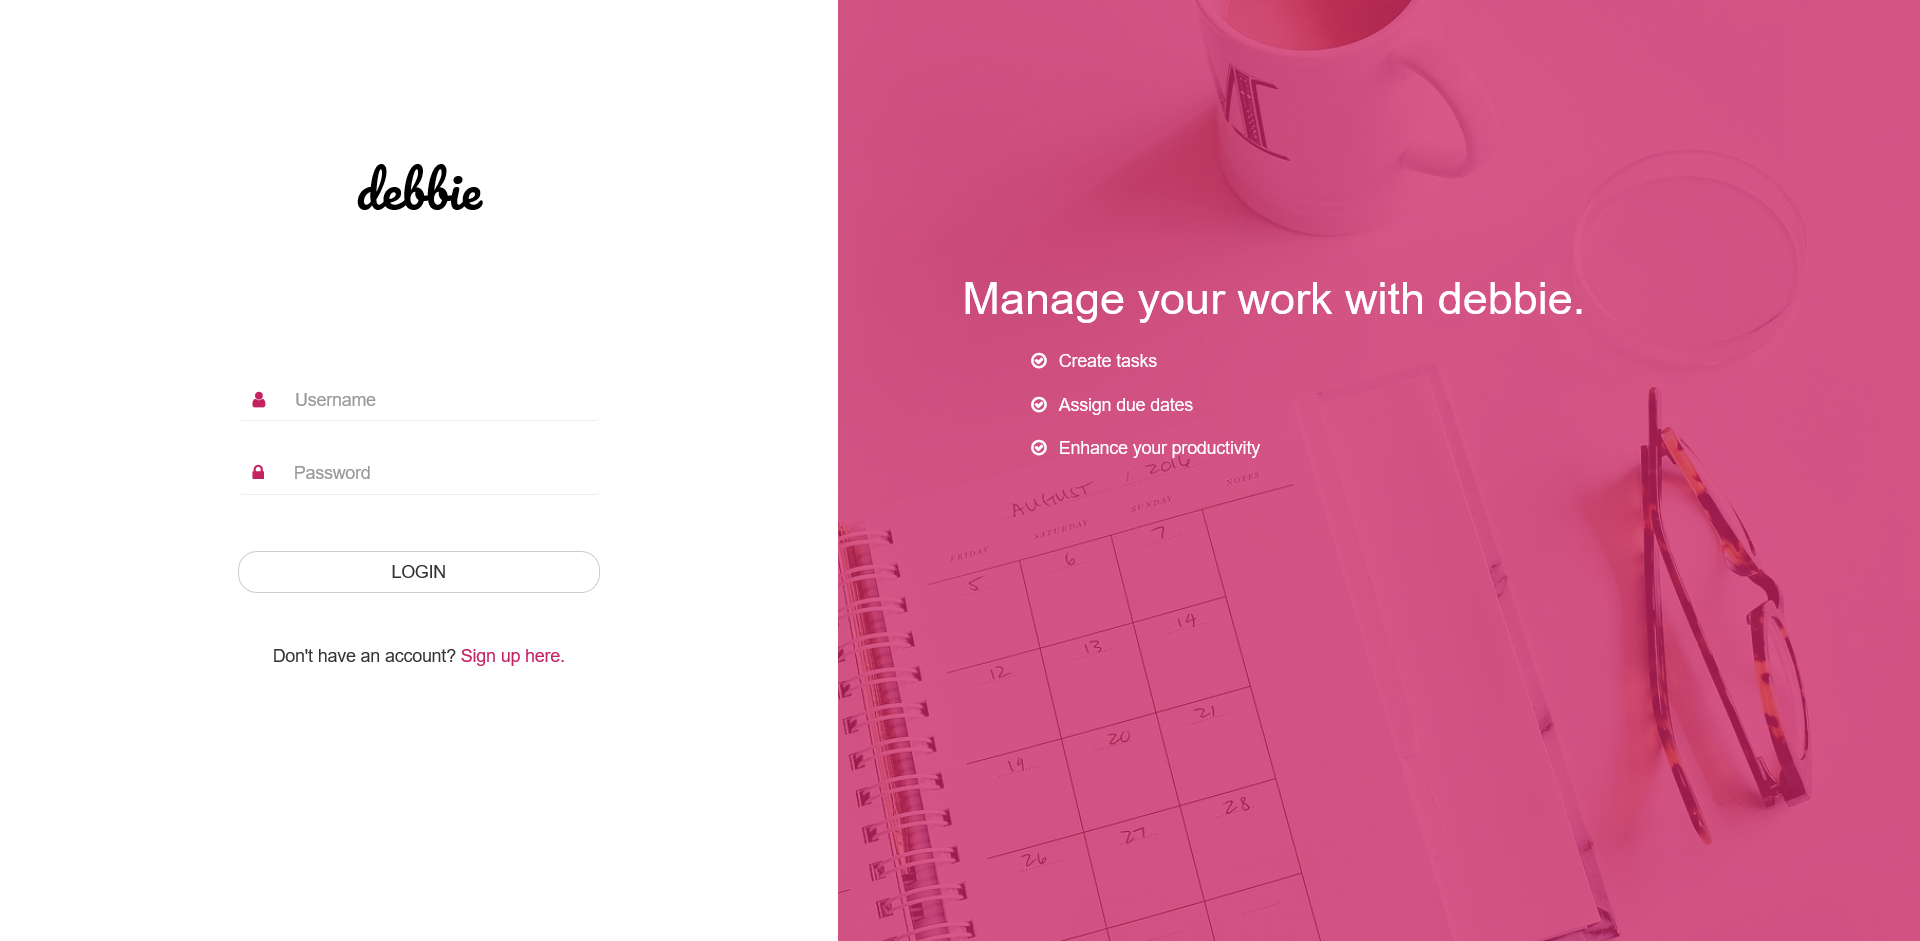 debbie
Username
Password
LOGIN
Don't have an account? Sign up here.
Manage your work with debbie.
Create tasks
Assign due dates
Enhance your productivity
AUGUST / 2016
FRIDAY SATURDAY SUNDAY NOTES
5 6 7
12 13 14
19 20 21
26 27 28